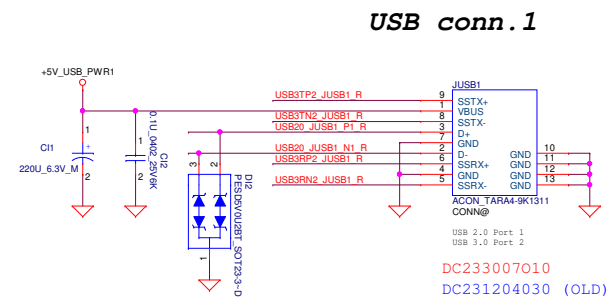 USB conn.1
+5V_USB_PWR1
JUSB1
USB3TP2_JUSB1_R 9 SSTX+
1 VBUS
USB3TN2_JUSB1_R 8 SSTX-
USB20_JUSB1_P1_R 3 D+
7 GND
USB20_JUSB1_N1_R 2 D- GND 10
USB3RP2_JUSB1_R 6 SSRX+ GND 11
4 GND GND 12
USB3RN2_JUSB1_R 5 SSRX- GND 13
ACON_TARA4-9K1311
CONN@
1
CI1 +
220U_6.3V_M
2
1
0.1U_0402_25V6K
CI2
2
3 2
DI2
PESD5V0U2BT_SOT23-3~D
1
USB 2.0 Port 1
USB 3.0 Port 2
DC233007O10
DC231204030 (OLD)